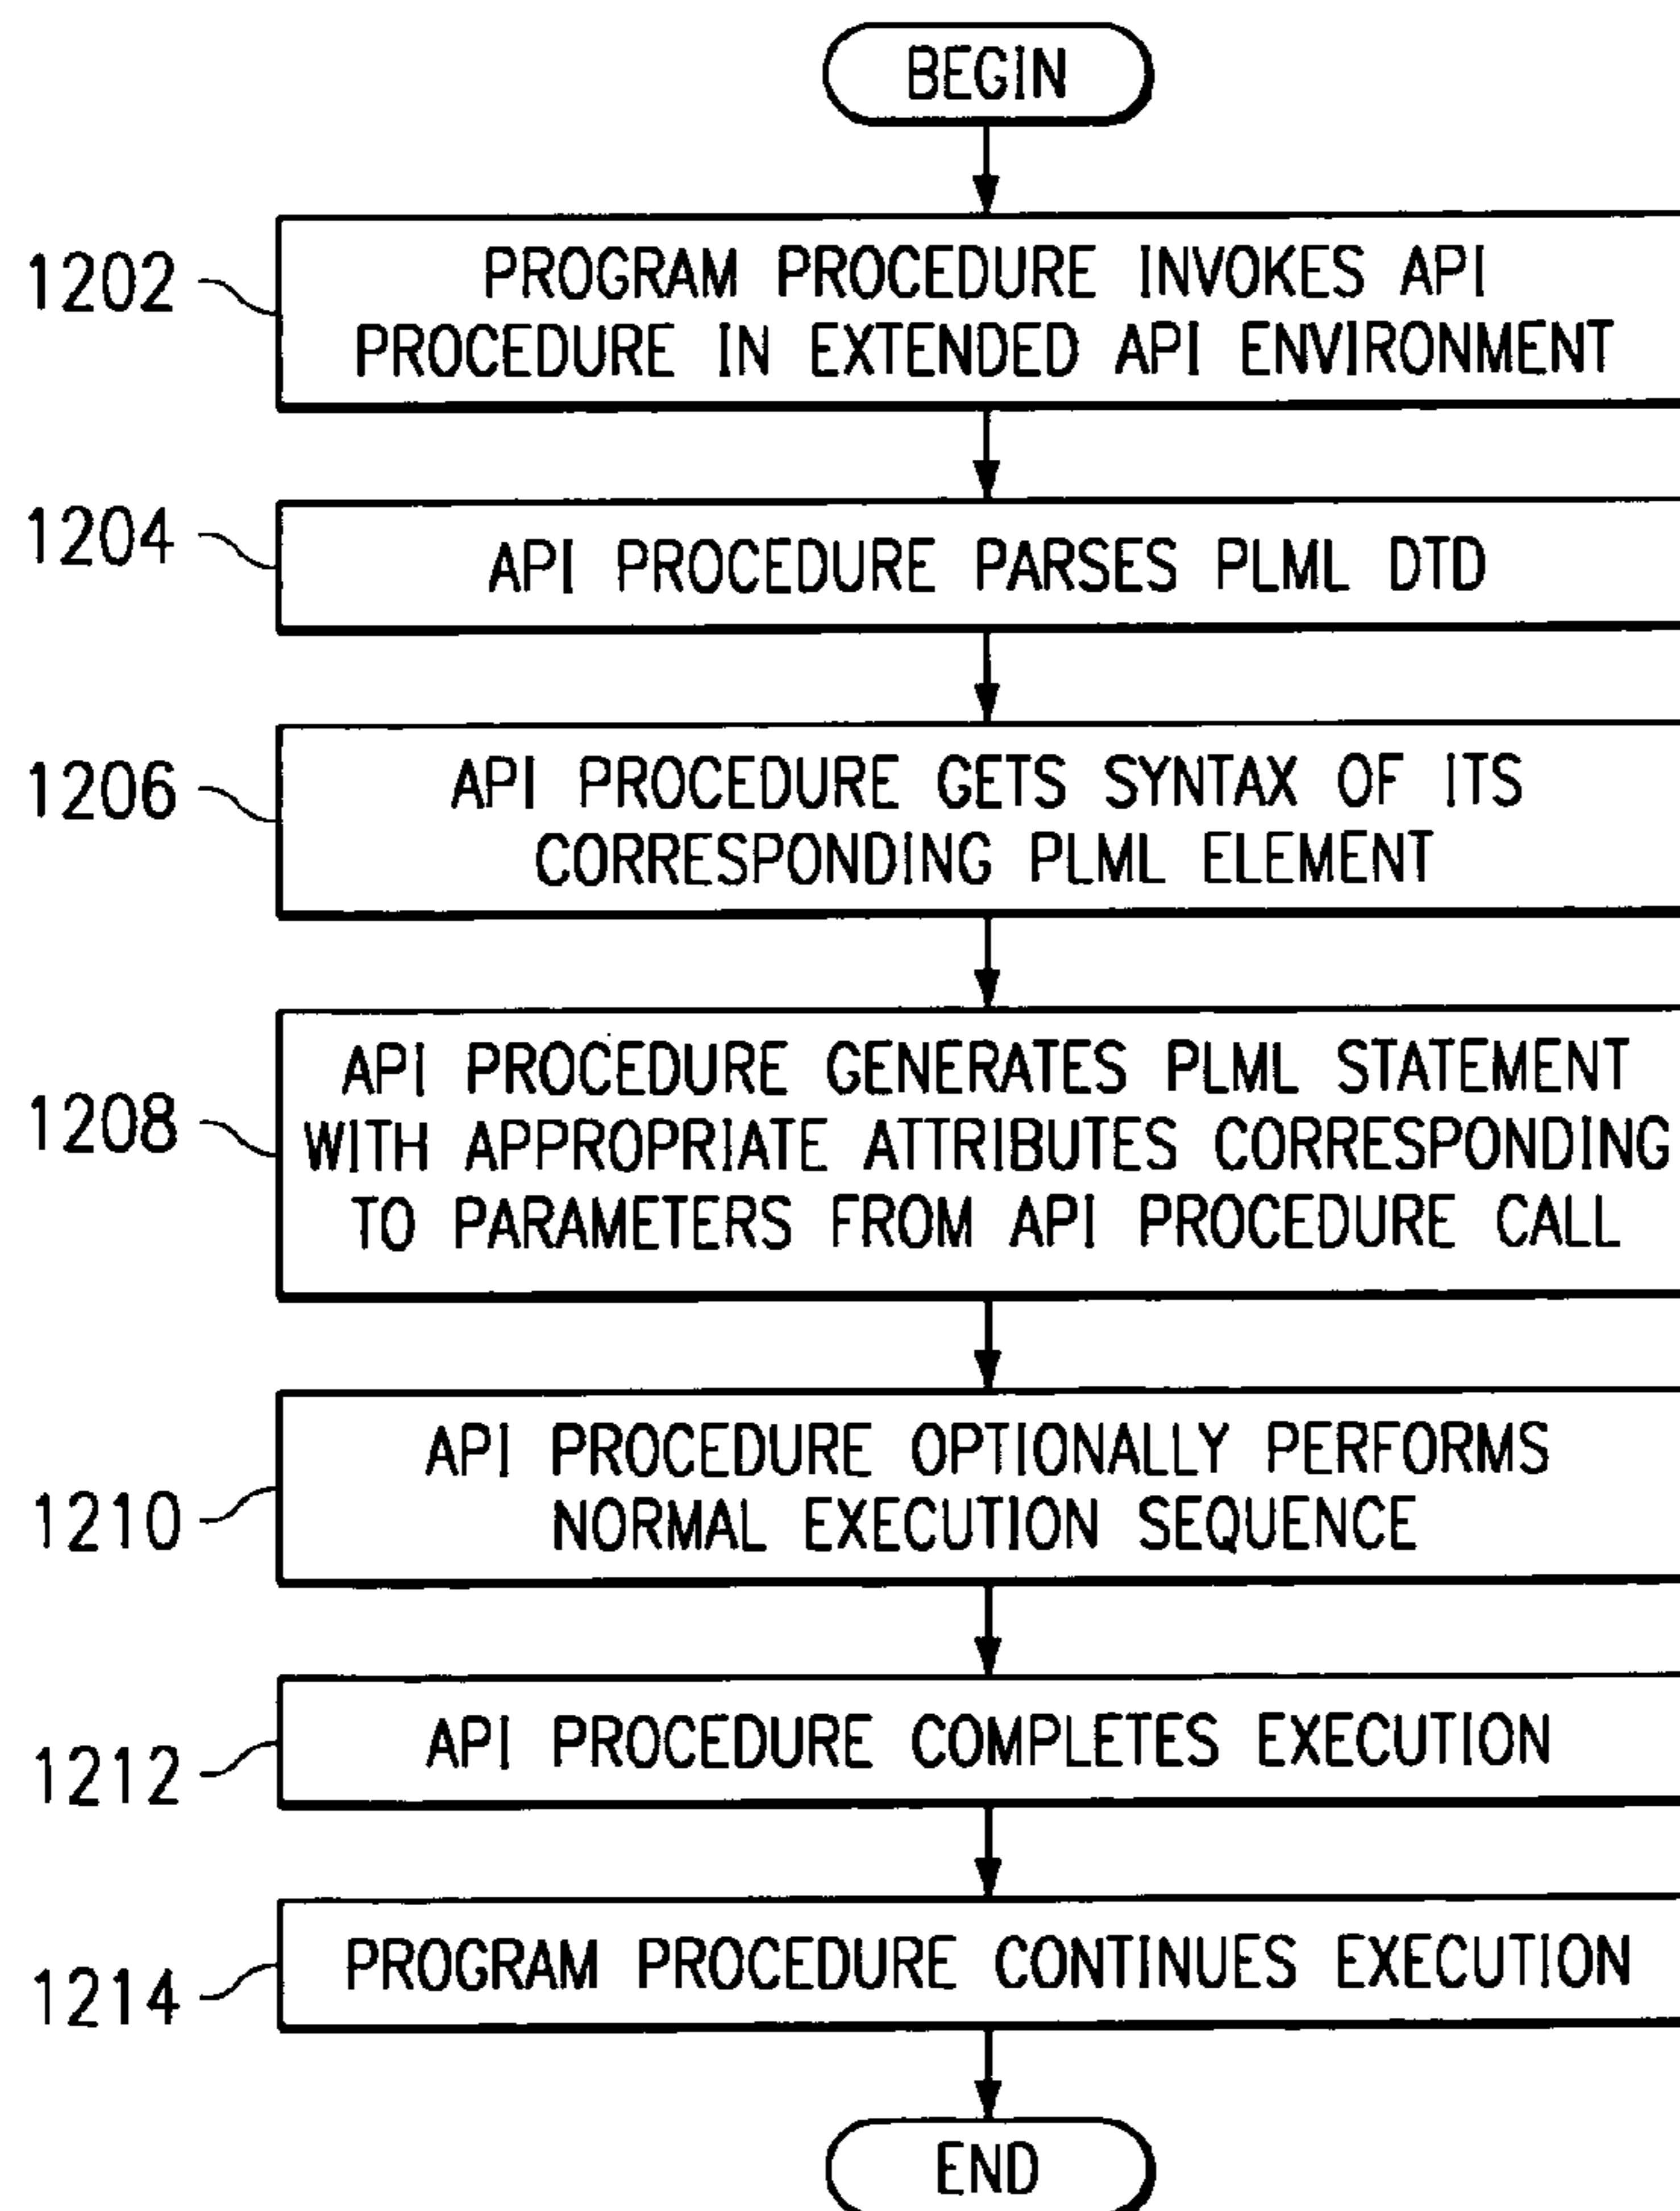 BEGIN
1202
PROGRAM PROCEDURE INVOKES API
PROCEDURE IN EXTENDED API ENVIRONMENT
1204
API PROCEDURE PARSES PLML DTD
1206
API PROCEDURE GETS SYNTAX OF ITS
CORRESPONDING PLML ELEMENT
1208
API PROCEDURE GENERATES PLML STATEMENT
WITH APPROPRIATE ATTRIBUTES CORRESPONDING
TO PARAMETERS FROM API PROCEDURE CALL
1210
API PROCEDURE OPTIONALLY PERFORMS
NORMAL EXECUTION SEQUENCE
1212
API PROCEDURE COMPLETES EXECUTION
1214
PROGRAM PROCEDURE CONTINUES EXECUTION
END